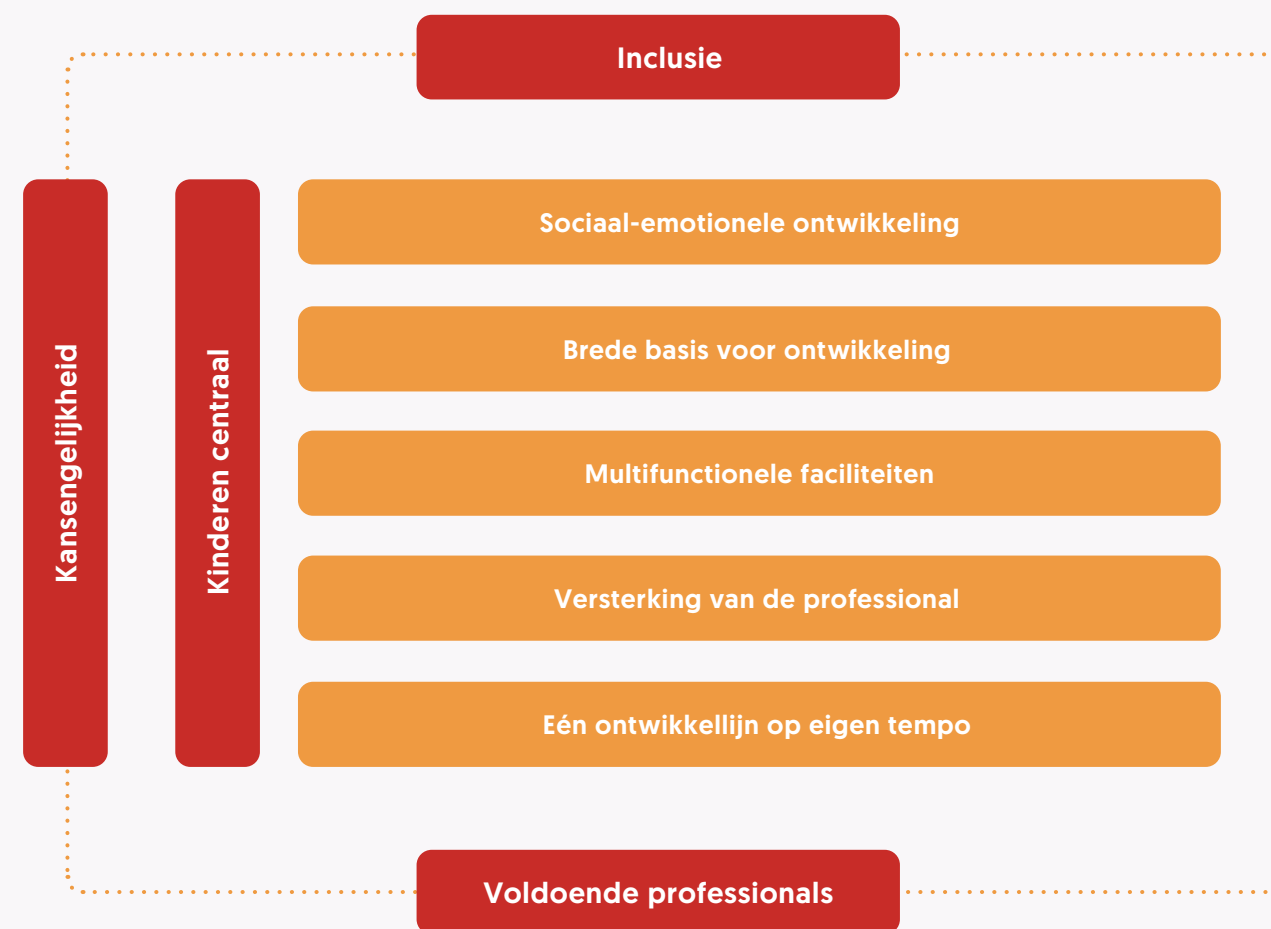 Inclusie
Kansengelijkheid
Kinderen centraal
Sociaal-emotionele ontwikkeling
Brede basis voor ontwikkeling
Multifunctionele faciliteiten
Versterking van de professional
Eén ontwikkellijn op eigen tempo
Voldoende professionals